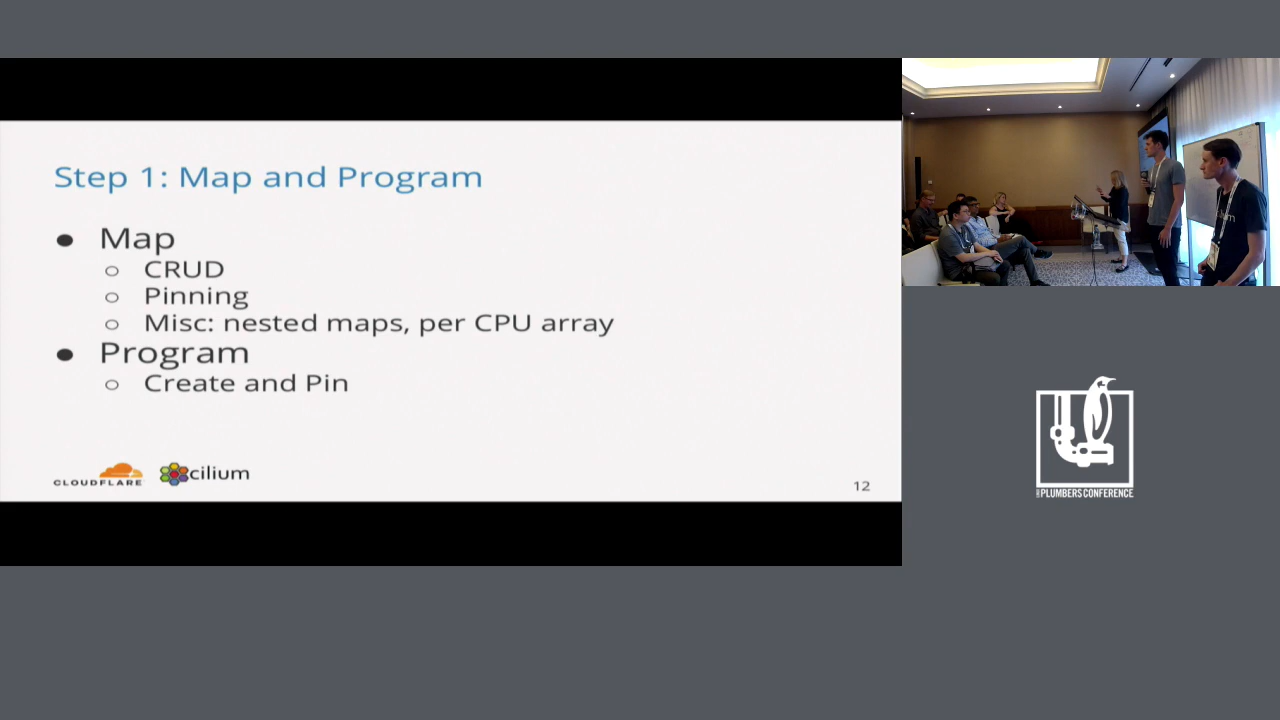 Step 1: Map and Program
● Map
○ CRUD
○ Pinning
○ Misc: nested maps, per CPU array
● Program
○ Create and Pin
CLOUDFLARE
cilium
12
PLUMBERS CONFERENCE